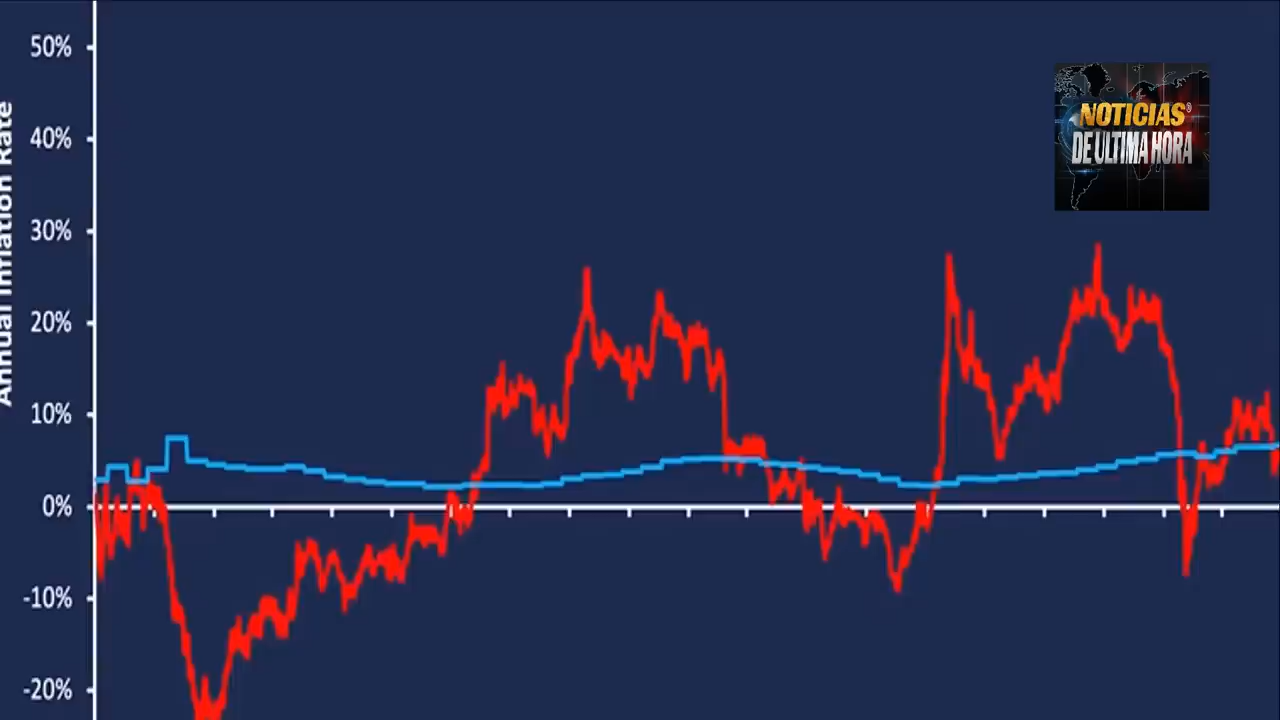 50%
40%
30%
20%
10%
0%
-10%
-20%
Annual Inflation Rate
NOTICIAS®
DE ULTIMA HORA